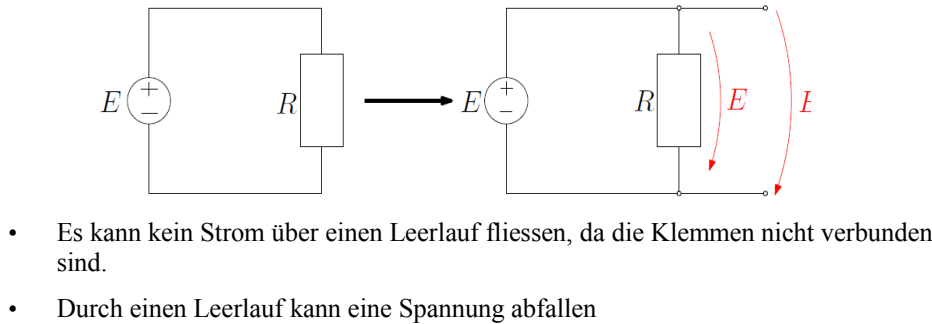 E + − R E + − R E
• Es kann kein Strom über einen Leerlauf fliessen, da die Klemmen nicht verbunden
sind.
• Durch einen Leerlauf kann eine Spannung abfallen